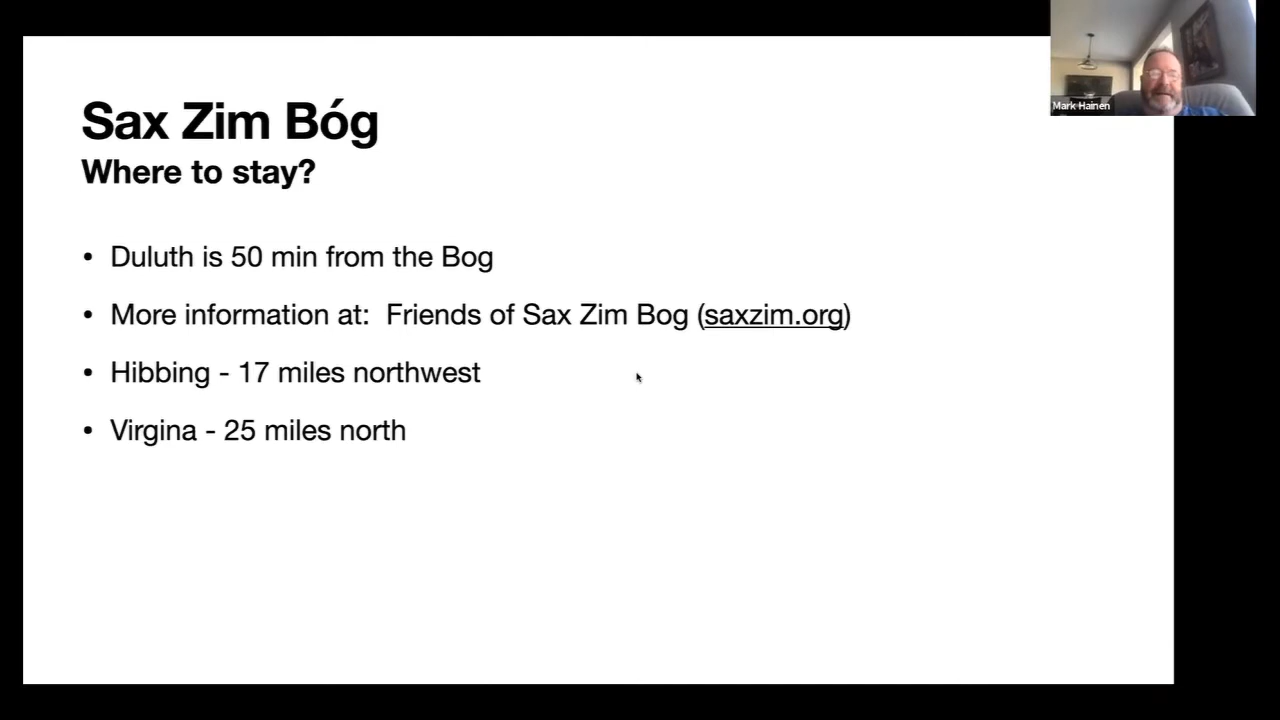 Sax Zim Bóg
Where to stay?
• Duluth is 50 min from the Bog
• More information at:  Friends of Sax Zim Bog (saxzim.org)
• Hibbing - 17 miles northwest
• Virgina - 25 miles north
Mark Hainen